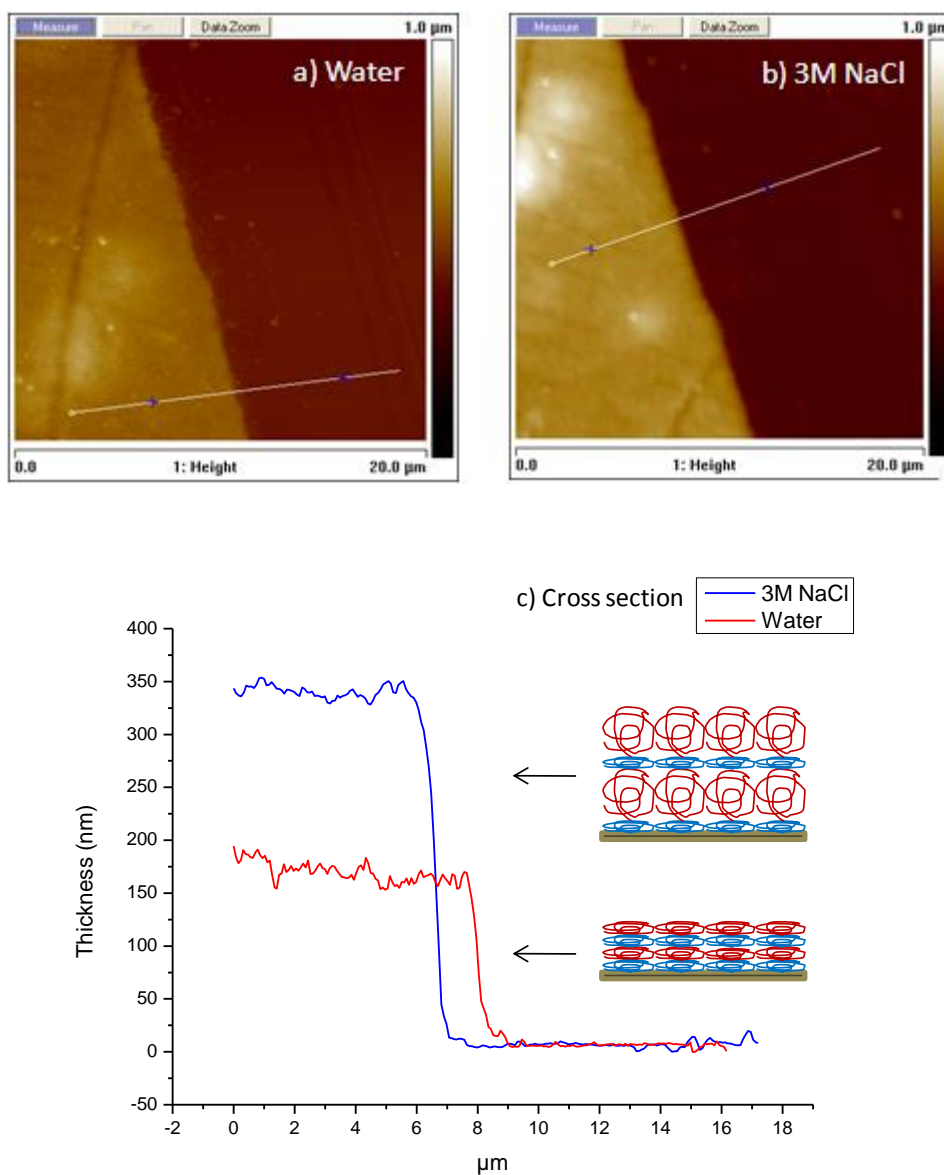 Measure Pan Data Zoom 1.0 µm
a) Water
0.0 1: Height 20.0 µm
Measure Pan Data Zoom 1.0 µm
b) 3M NaCl
0.0 1: Height 20.0 µm
c) Cross section
3M NaCl
Water
400
350
300
250
200
150
100
50
0
-50
Thickness (nm)
-2 0 2 4 6 8 10 12 14 16 18
µm